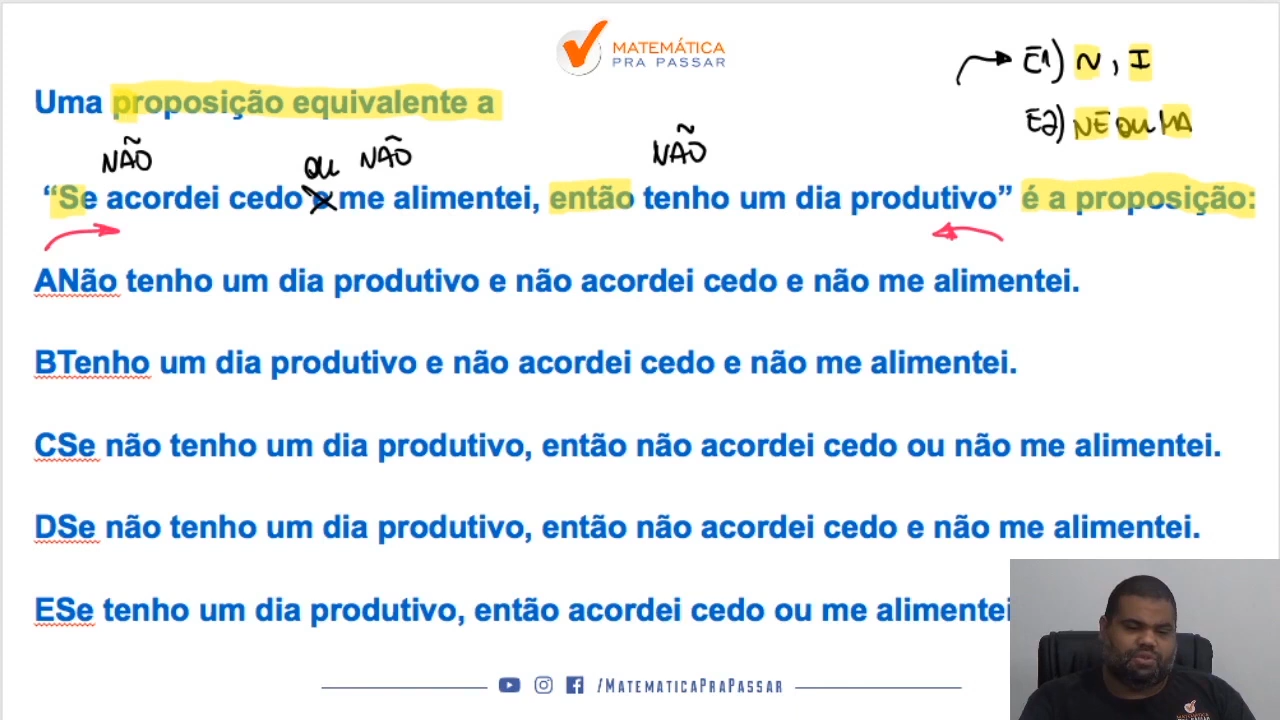 MATEMÁTICA
PRA PASSAR
E1) N, I
E2) NE OU MA
Uma proposição equivalente a
NÃO OU NÃO NÃO
“Se acordei cedo e me alimentei, então tenho um dia produtivo” é a proposição:
ANão tenho um dia produtivo e não acordei cedo e não me alimentei.
BTenho um dia produtivo e não acordei cedo e não me alimentei.
CSe não tenho um dia produtivo, então não acordei cedo ou não me alimentei.
DSe não tenho um dia produtivo, então não acordei cedo e não me alimentei.
ESe tenho um dia produtivo, então acordei cedo ou me alimentei
/MATEMATICAPRAPASSAR